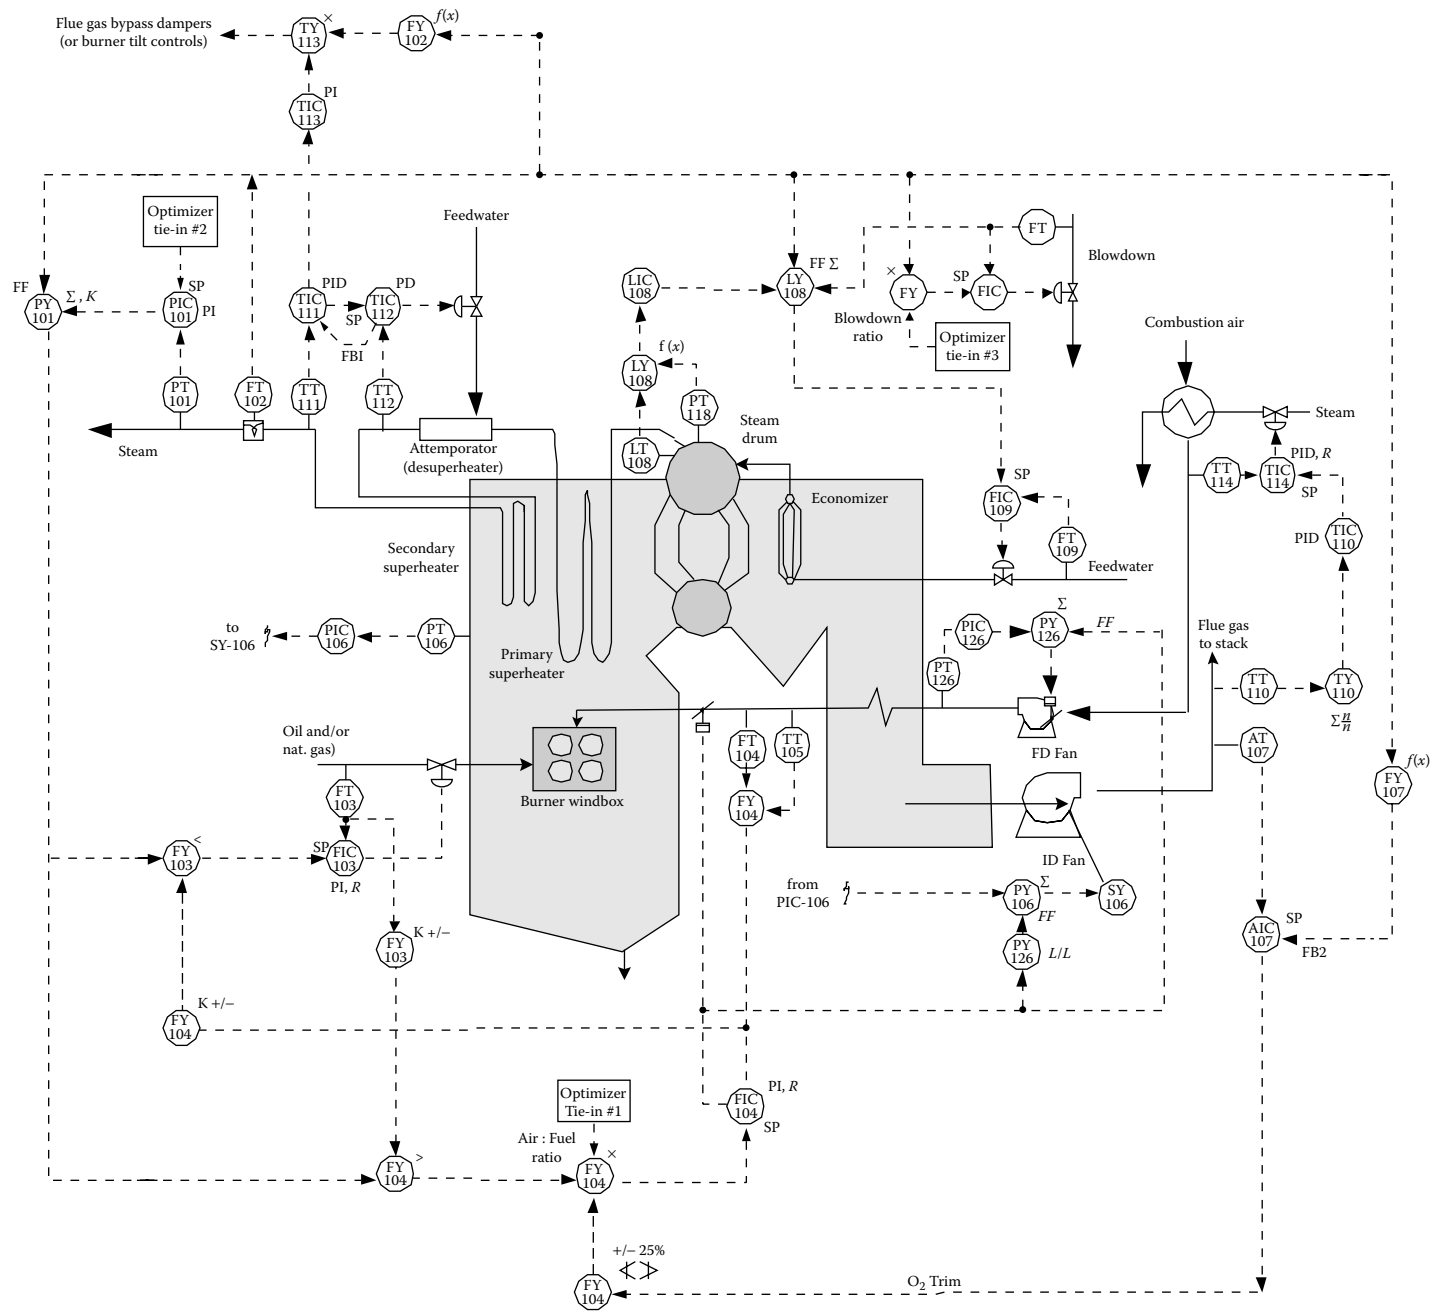 Flue gas bypass dampers
(or burner tilt controls)
TY
113
×
FY
102
f(x)
TIC
113
PI
Optimizer
tie-in #2
Feedwater
FT
Blowdown
FF
PY
101
Σ, K
SP
PIC
101
PI
PID
TIC
111
SP
PD
TIC
112
FBI
LIC
108
FF Σ
LY
108
×
FY
SP
FIC
Blowdown
ratio
Optimizer
tie-in #3
Combustion air
f (x)
LY
108
PT
101
FT
102
TT
111
TT
112
PT
118
Steam
Steam
Attemporator
(desuperheater)
LT
108
Steam
drum
PID, R
TT
114
TIC
114
SP
Economizer
SP
FIC
109
FT
109
Feedwater
PID
TIC
110
Secondary
superheater
to
SY-106
PIC
106
PT
106
Primary
superheater
PIC
126
Σ
PY
126
FF
PT
126
Flue gas
to stack
TT
110
TY
110
Σ n/n
Oil and/or
nat. gas)
FT
104
TT
105
FD Fan
AT
107
f(x)
FY
107
FT
103
Burner windbox
FY
104
FY
103
<
SP
FIC
103
PI, R
ID Fan
from
PIC-106
PY
106
Σ
FF
SY
106
FY
103
K +/–
PY
126
L/L
SP
AIC
107
FB2
K +/–
FY
104
Optimizer
Tie-in #1
PI, R
FIC
104
SP
Air : Fuel
ratio
FY
104
>
FY
104
×
+/– 25%
FY
104
O2 Trim